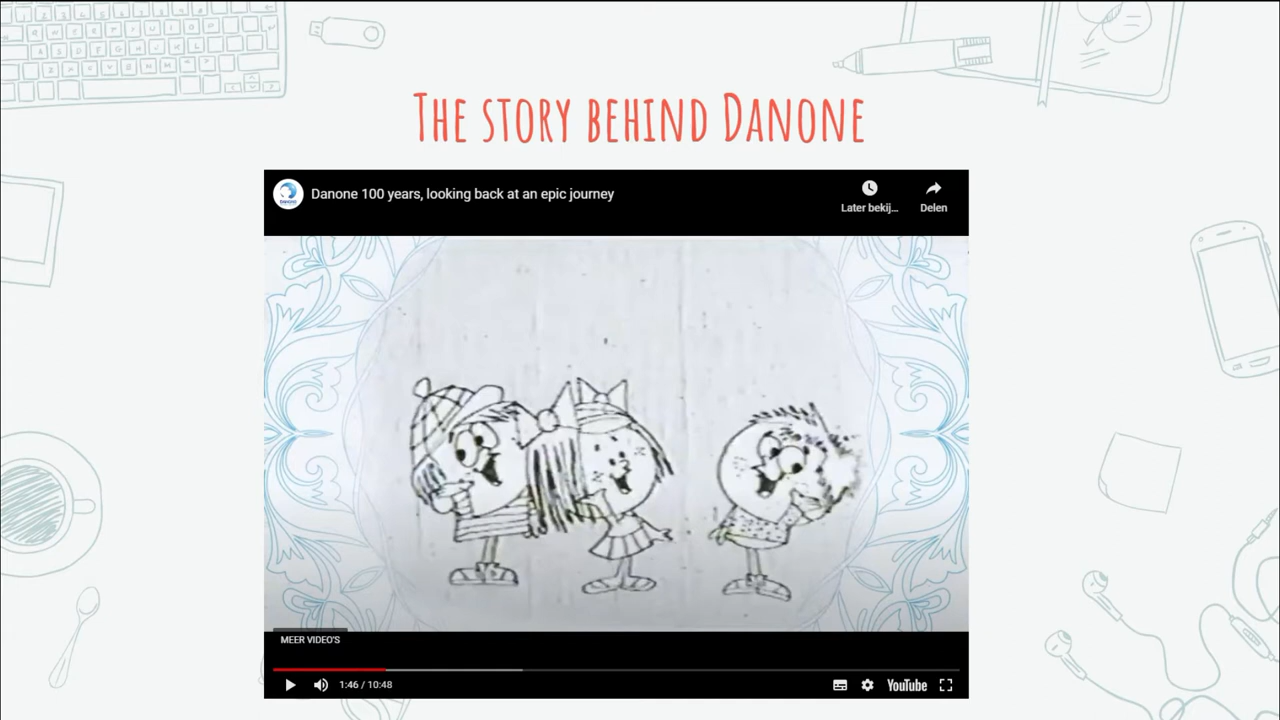 The story behind Danone
DANONE
Danone 100 years, looking back at an epic journey
Later bekij...
Delen
MEER VIDEO'S
1:46 / 10:48
YouTube